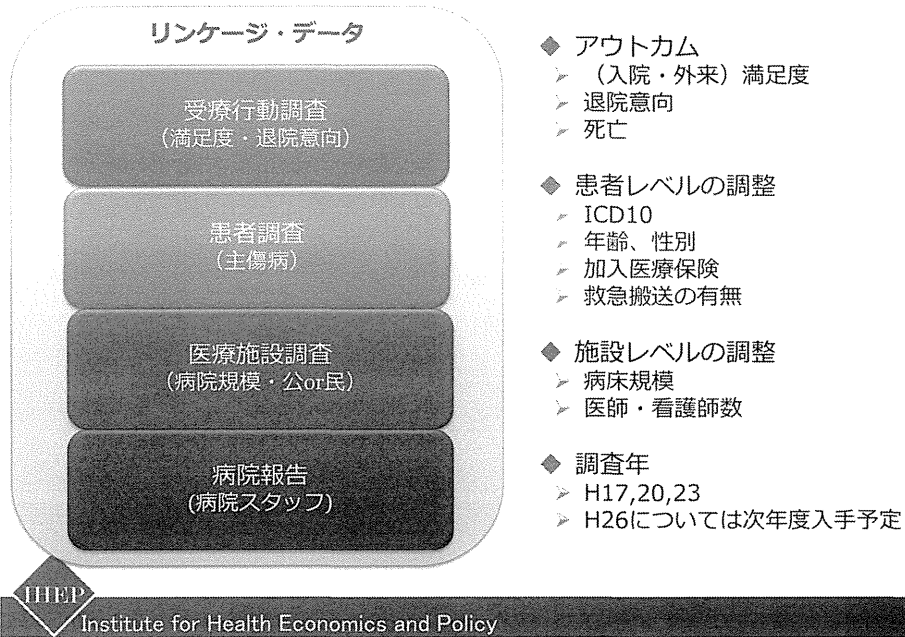 リンケージ・データ
受療行動調査
(満足度・退院意向)
患者調査
(主傷病)
医療施設調査
(病院規模・公or民)
病院報告
(病院スタッフ)
◆ アウトカム
➢ （入院・外来）満足度
➢ 退院意向
➢ 死亡
◆ 患者レベルの調整
➢ ICD10
➢ 年齢、性別
➢ 加入医療保険
➢ 救急搬送の有無
◆ 施設レベルの調整
➢ 病床規模
➢ 医師・看護師数
◆ 調査年
➢ H17,20,23
➢ H26については次年度入手予定
IHEP
Institute for Health Economics and Policy